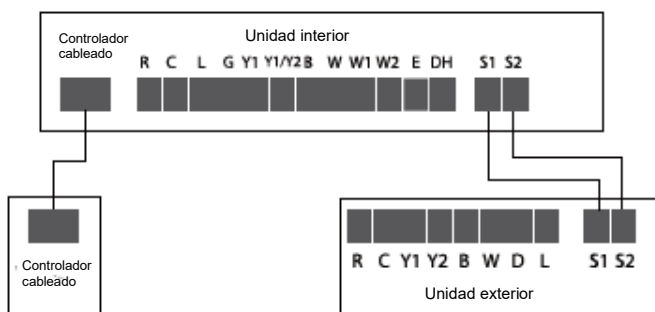 Controlador
cableado
Unidad interior
R C L G Y1 Y1/Y2 B W W1 W2 E DH S1 S2
Controlador
cableado
R C Y1 Y2 B W D L S1 S2
Unidad exterior